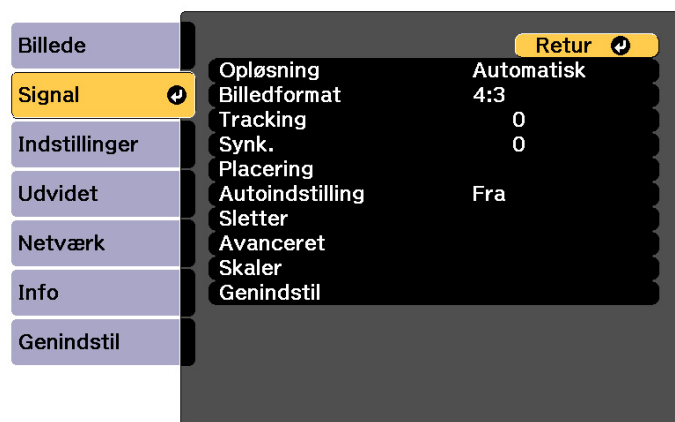 Billede
Signal
Indstillinger
Udvidet
Netværk
Info
Genindstil
Retur
Opløsning Automatisk
Billedformat 4:3
Tracking 0
Synk. 0
Placering
Autoindstilling Fra
Sletter
Avanceret
Skaler
Genindstil